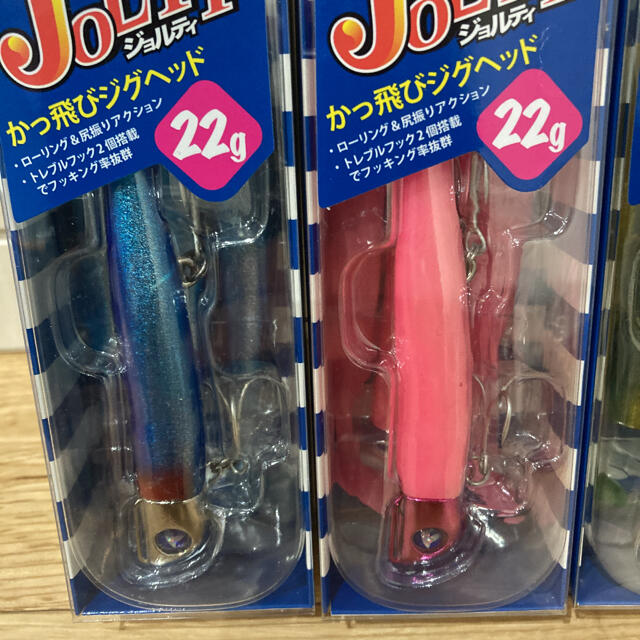 JOLTY
ジョルティ
かっ飛びジグヘッド
・ローリング＆尻振りアクション
・トレブルフック2個搭載
でフッキング率抜群
22g
JOLTY
ジョルティ
かっ飛びジグヘッド
・ローリング＆尻振りアクション
・トレブルフック2個搭載
でフッキング率抜群
22g